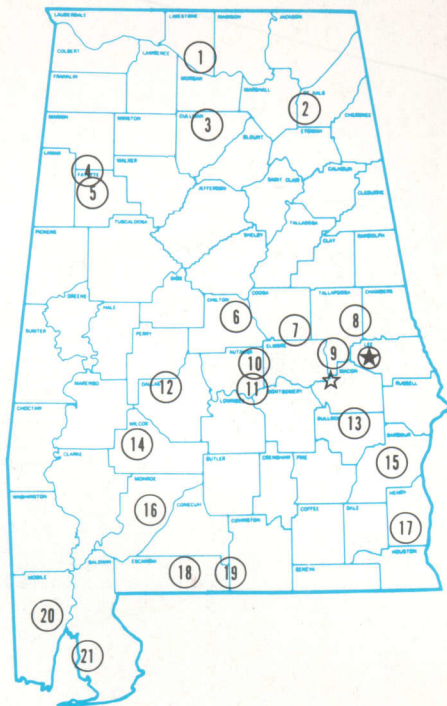 LAUDERDALE
LIMESTONE
MADISON
JACKSON
COLBERT
LAWRENCE
1
MORGAN
FRANKLIN
MARSHALL
DE KALB
2
CHEROKEE
MARION
WINSTON
CULLMAN
3
BLOUNT
ETOWAH
LAMAR
4
FAYETTE
5
WALKER
CALHOUN
SAINT CLAIR
CLEBURNE
JEFFERSON
TALLADEGA
PICKENS
TUSCALOOSA
SHELBY
CLAY
RANDOLPH
BIBB
GREENE
HALE
CHILTON
COOSA
TALLAPOOSA
CHAMBERS
6
7
8
SUMTER
PERRY
AUTAUGA
ELMORE
9
LEE
10
MACON
RUSSELL
MARENGO
DALLAS
12
11
LOWNDES
MONTGOMERY
CHOCTAW
WILCOX
BULLOCK
13
BARBOUR
14
15
CLARKE
BUTLER
CRENSHAW
PIKE
MONROE
HENRY
WASHINGTON
16
CONECUH
COFFEE
DALE
17
COVINGTON
HOUSTON
BALDWIN
ESCAMBIA
18
19
GENEVA
MOBILE
20
21